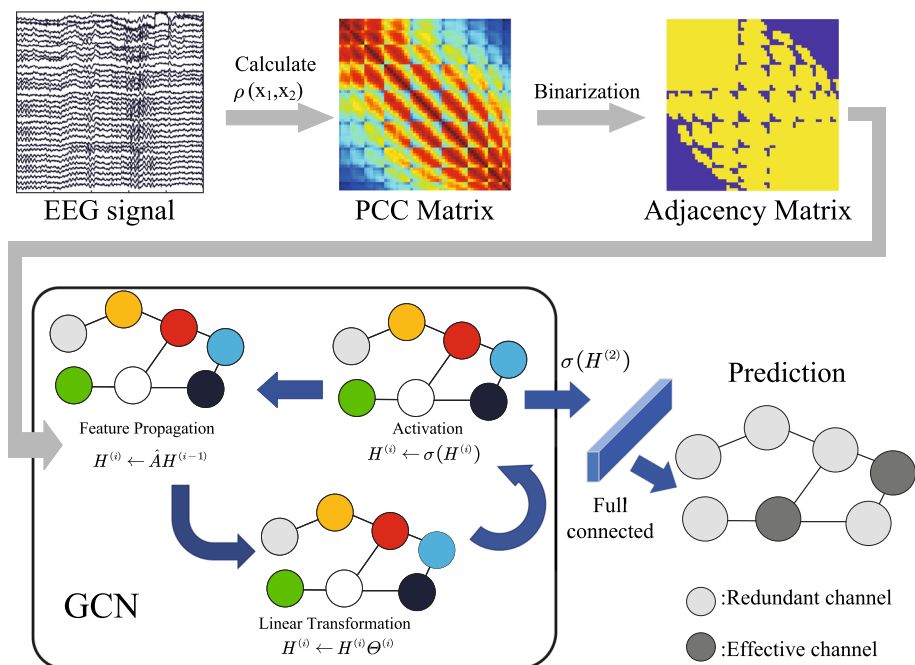 Calculate
ρ(x₁,x₂)
Binarization
EEG signal
PCC Matrix
Adjacency Matrix
σ(H⁽²⁾)
Prediction
Feature Propagation
H⁽ⁱ⁾ ← ÂH⁽ⁱ⁻¹⁾
Activation
H⁽ⁱ⁾ ← σ(H⁽ⁱ⁾)
Full
connected
GCN
Linear Transformation
H⁽ⁱ⁾ ← H⁽ⁱ⁾Θ⁽ⁱ⁾
:Redundant channel
:Effective channel